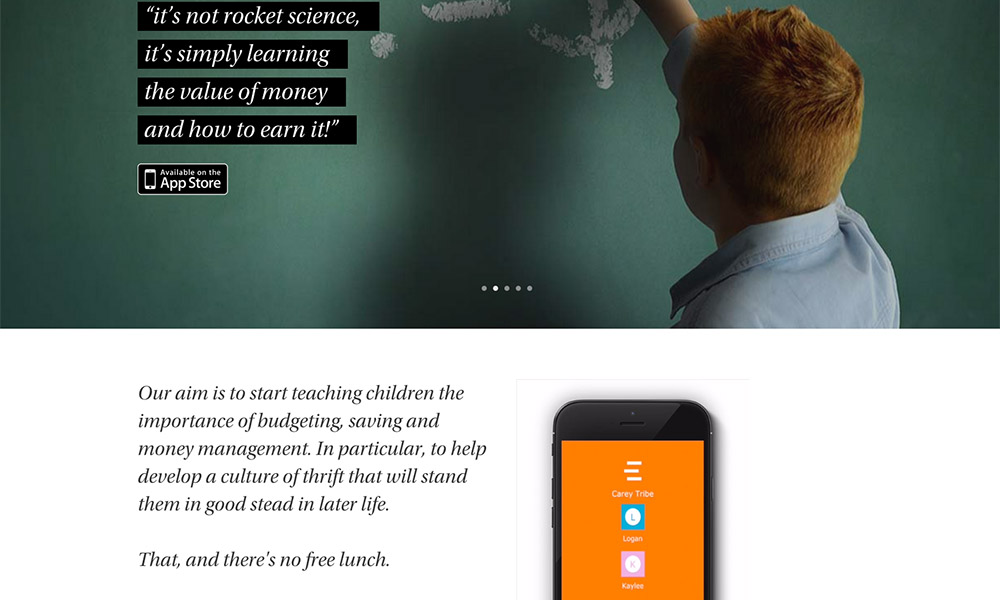 “it’s not rocket science,
it’s simply learning
the value of money
and how to earn it!”
Available on the
App Store
Our aim is to start teaching children the
importance of budgeting, saving and
money management. In particular, to help
develop a culture of thrift that will stand
them in good stead in later life.
That, and there's no free lunch.
Carey Tribe
L
Logan
K
Kaylee